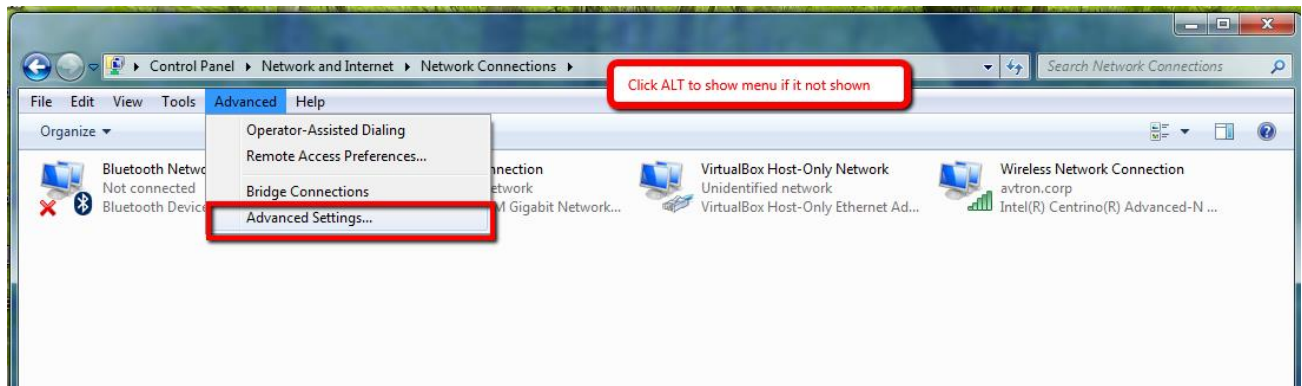 Control Panel ▸ Network and Internet ▸ Network Connections ▸
Search Network Connections
Click ALT to show menu if it not shown
File Edit View Tools Advanced Help
Organize
Operator-Assisted Dialing
Remote Access Preferences...
Bridge Connections
Advanced Settings...
Bluetooth Netwo
Not connected
Bluetooth Device
nnection
etwork
M Gigabit Network...
VirtualBox Host-Only Network
Unidentified network
VirtualBox Host-Only Ethernet Ad...
Wireless Network Connection
avtron.corp
Intel(R) Centrino(R) Advanced-N ...